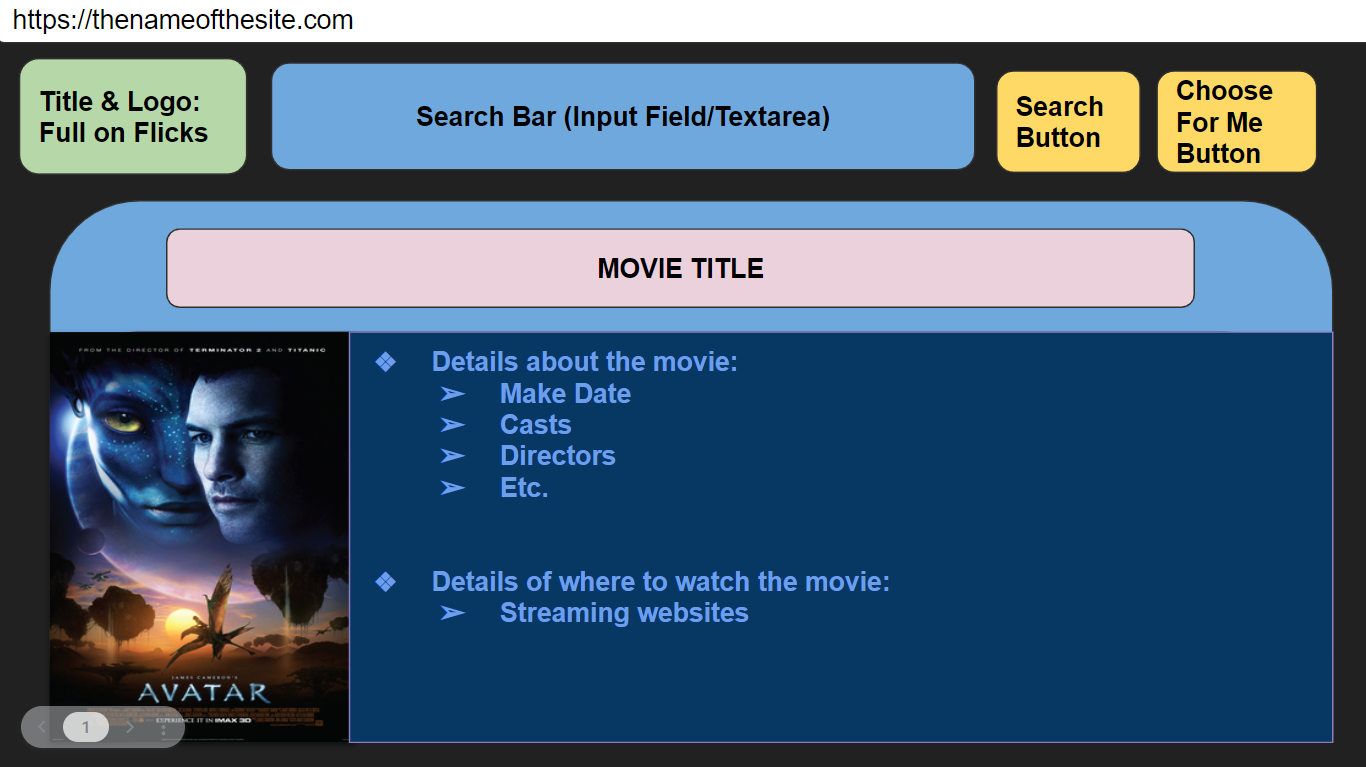 https://thenameofthesite.com
Title & Logo:
Full on Flicks
Search Bar (Input Field/Textarea)
Search
Button
Choose
For Me
Button
MOVIE TITLE
FROM THE DIRECTOR OF TERMINATOR 2 AND TITANIC
❖ Details about the movie:
➢ Make Date
➢ Casts
➢ Directors
➢ Etc.
❖ Details of where to watch the movie:
➢ Streaming websites
JAMES CAMERON'S
AVATAR
EXPERIENCE IT IN IMAX 3D
1